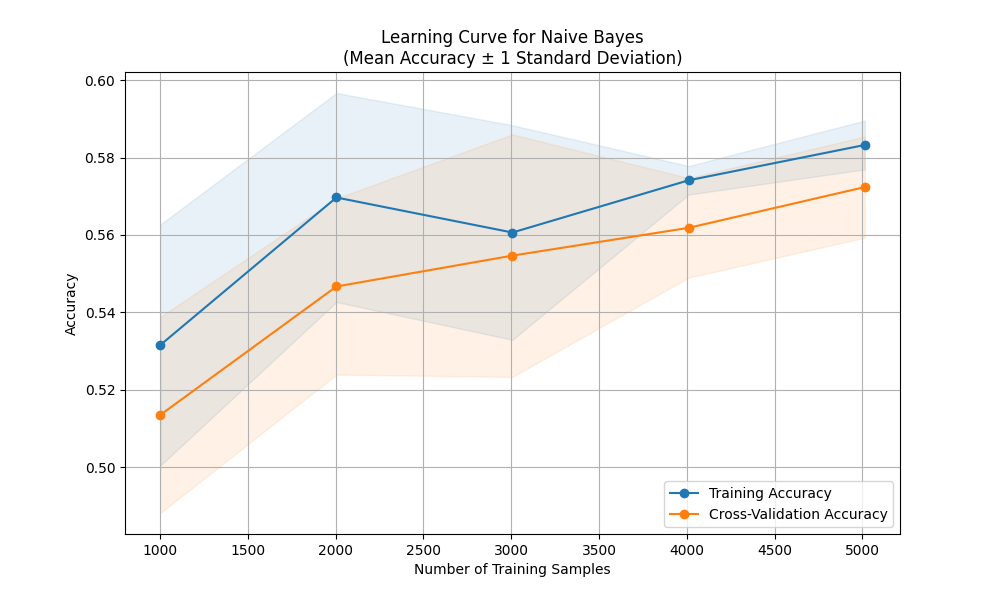 Learning Curve for Naive Bayes
(Mean Accuracy ± 1 Standard Deviation)
0.60
0.58
0.56
0.54
0.52
0.50
Accuracy
Training Accuracy
Cross-Validation Accuracy
1000 1500 2000 2500 3000 3500 4000 4500 5000
Number of Training Samples